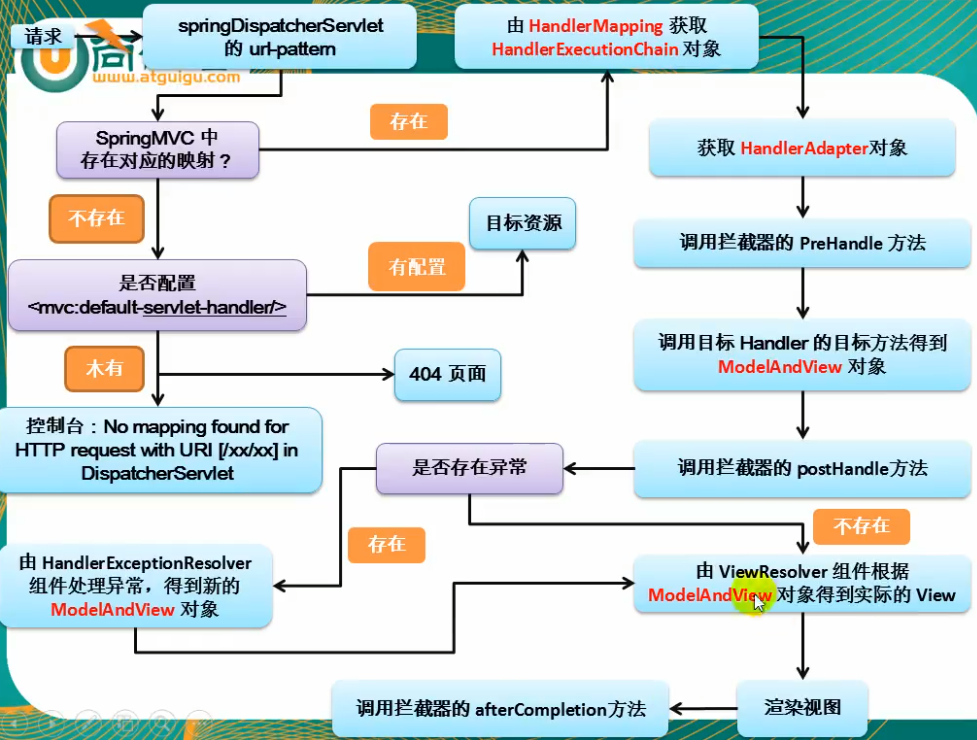 请求
springDispatcherServlet
的 url-pattern
由 HandlerMapping 获取
HandlerExecutionChain 对象
www.atguigu.com
存在
SpringMVC 中
存在对应的映射？
获取 HandlerAdapter对象
不存在
目标资源
调用拦截器的 PreHandle 方法
有配置
是否配置
<mvc:default-servlet-handler/>
调用目标 Handler 的目标方法得到
ModelAndView 对象
木有
404 页面
控制台：No mapping found for
HTTP request with URI [/xx/xx] in
DispatcherServlet
是否存在异常
调用拦截器的 postHandle方法
不存在
存在
由 HandlerExceptionResolver
组件处理异常，得到新的
ModelAndView 对象
由 ViewResolver 组件根据
ModelAndView 对象得到实际的 View
调用拦截器的 afterCompletion方法
渲染视图